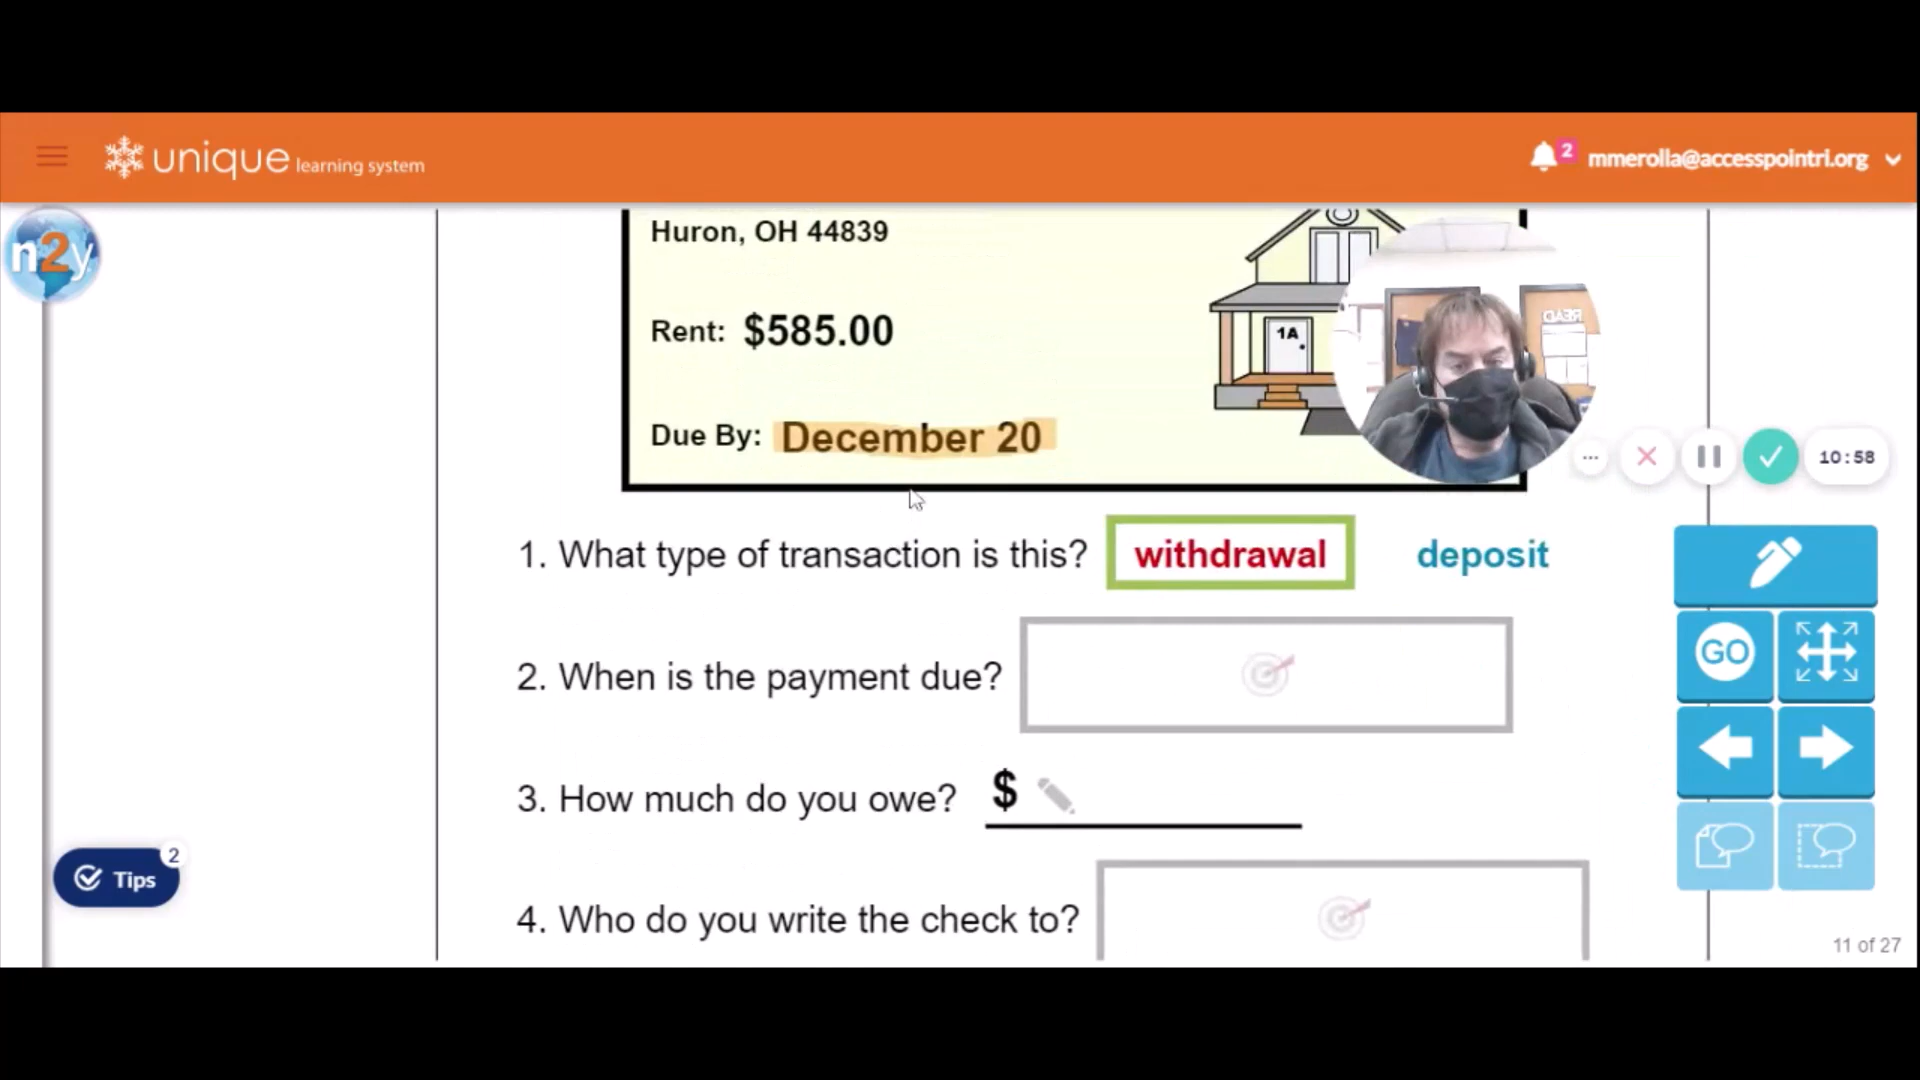 unique learning system
2
mmerolla@accesspointri.org
n2y
Huron, OH 44839
Rent: $585.00
1A
READ
Due By: December 20
10:58
1. What type of transaction is this? withdrawal deposit
2. When is the payment due?
GO
3. How much do you owe? $
2
Tips
4. Who do you write the check to?
11 of 27